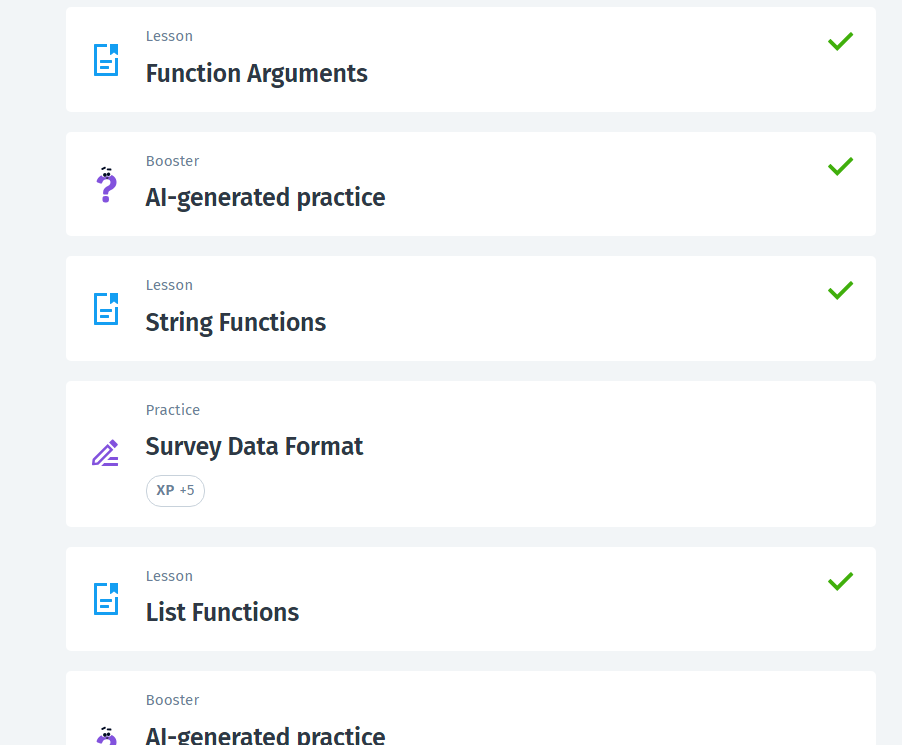 Lesson
Function Arguments
Booster
AI-generated practice
Lesson
String Functions
Practice
Survey Data Format
XP +5
Lesson
List Functions
Booster
AI-generated practice